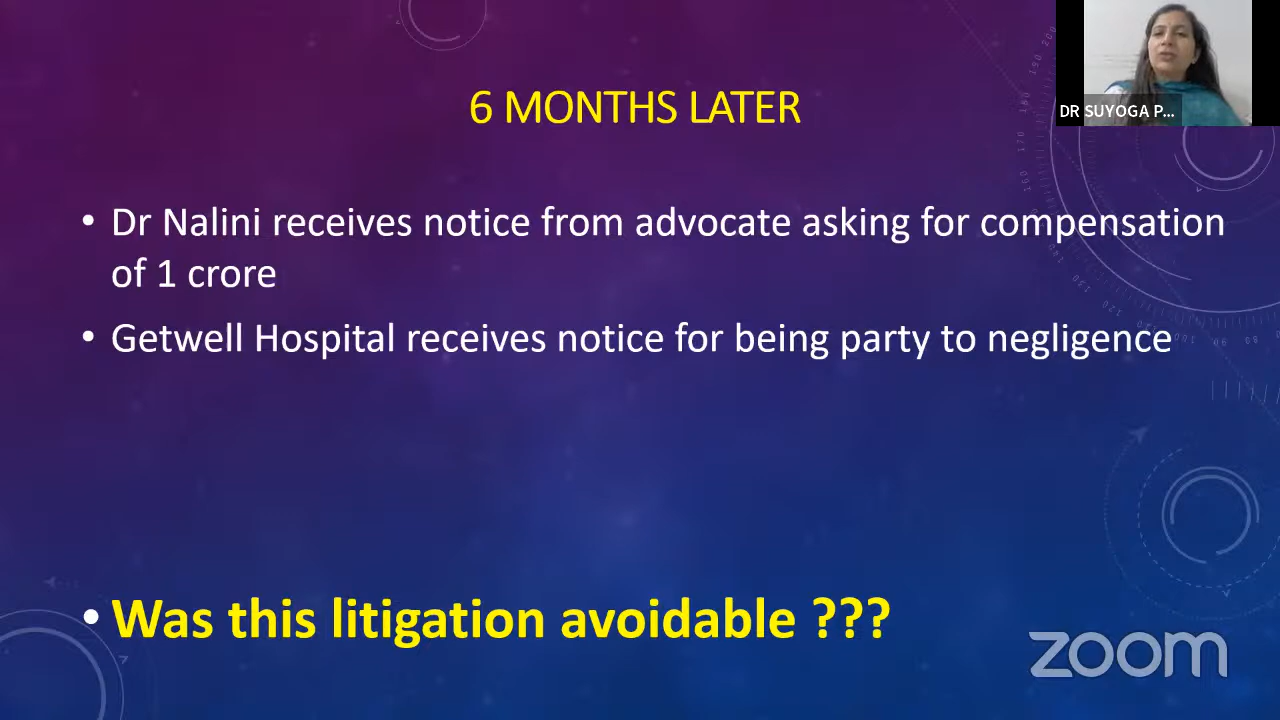 6 MONTHS LATER
DR SUYOGA P...
• Dr Nalini receives notice from advocate asking for compensation
of 1 crore
• Getwell Hospital receives notice for being party to negligence
• Was this litigation avoidable ???
zoom